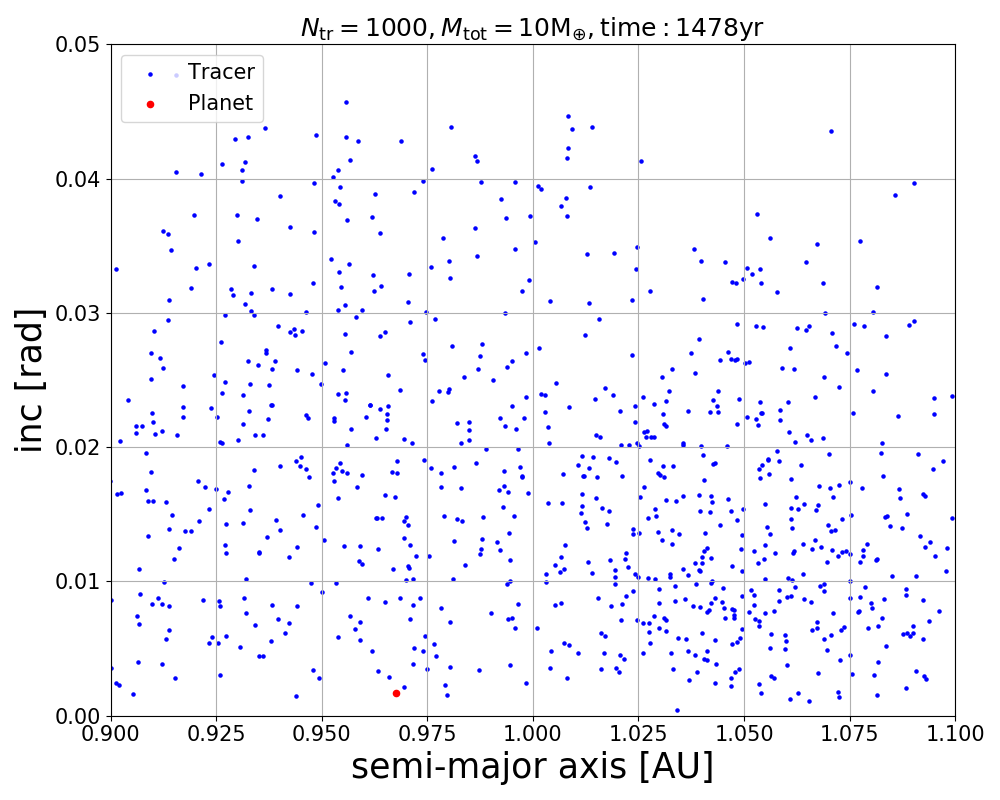 N_tr = 1000, M_tot = 10M_⊕, time : 1478yr
0.05
Tracer
Planet
0.04
0.03
0.02
0.01
0.00
inc [rad]
0.900 0.925 0.950 0.975 1.000 1.025 1.050 1.075 1.100
semi-major axis [AU]